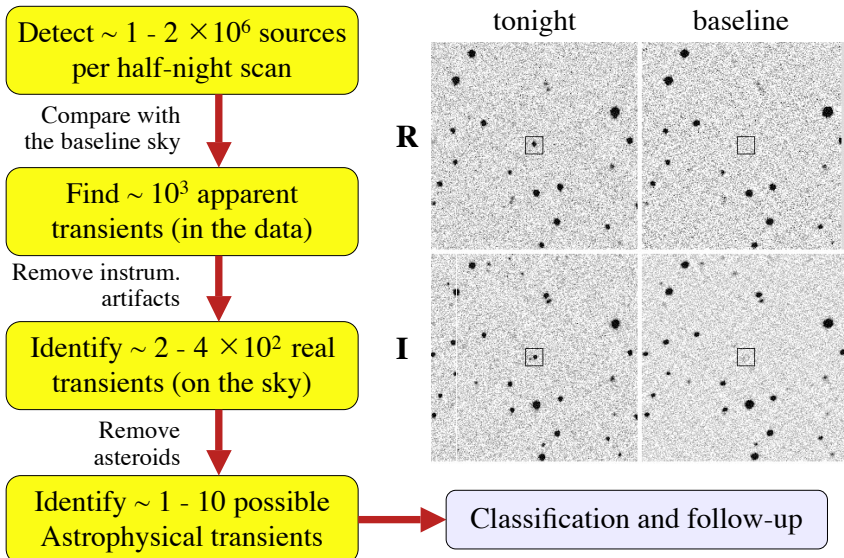 Detect ~ 1 - 2 ×10⁶ sources
per half-night scan
Compare with
the baseline sky
Find ~ 10³ apparent
transients (in the data)
Remove instrum.
artifacts
Identify ~ 2 - 4 ×10² real
transients (on the sky)
Remove
asteroids
Identify ~ 1 - 10 possible
Astrophysical transients
Classification and follow-up
tonight
baseline
R
I